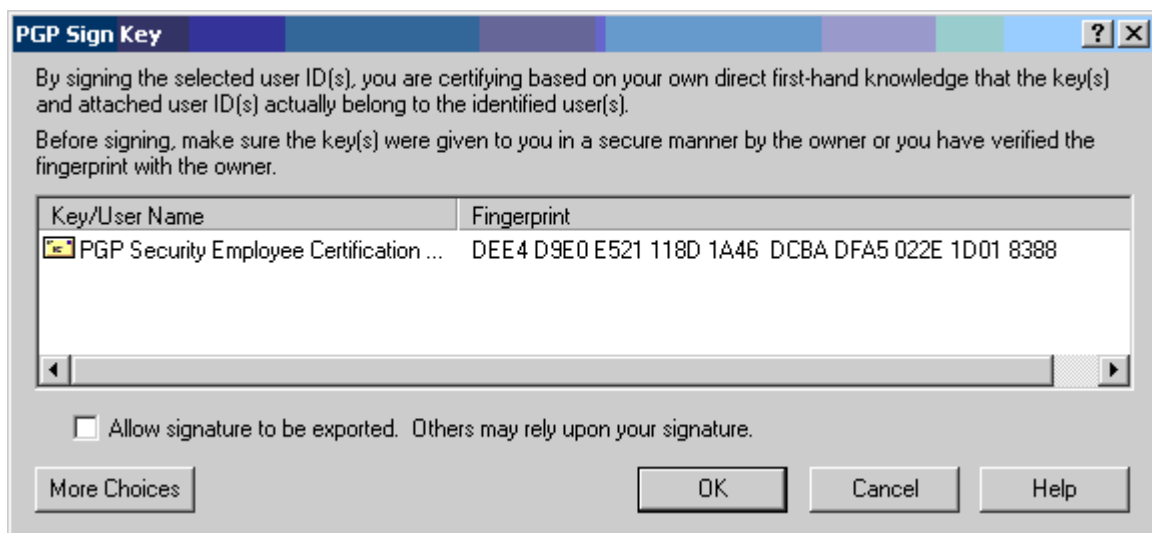 PGP Sign Key
By signing the selected user ID(s), you are certifying based on your own direct first-hand knowledge that the key(s)
and attached user ID(s) actually belong to the identified user(s).
Before signing, make sure the key(s) were given to you in a secure manner by the owner or you have verified the
fingerprint with the owner.
Key/User Name Fingerprint
PGP Security Employee Certification ... DEE4 D9E0 E521 118D 1A46 DCBA DFA5 022E 1D01 8388
Allow signature to be exported. Others may rely upon your signature.
More Choices OK Cancel Help